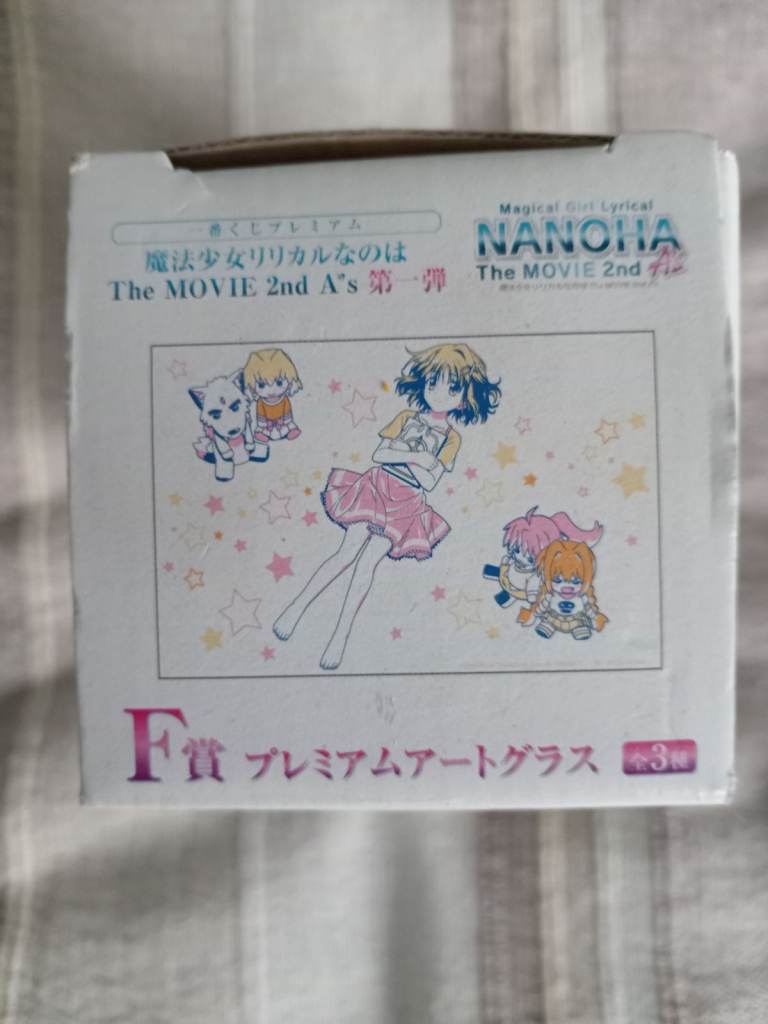 一番くじプレミアム
魔法少女リリカルなのは
The MOVIE 2nd A's 第一弾
Magical Girl Lyrical
NANOHA
The MOVIE 2nd A's
F賞 プレミアムアートグラス 全3種